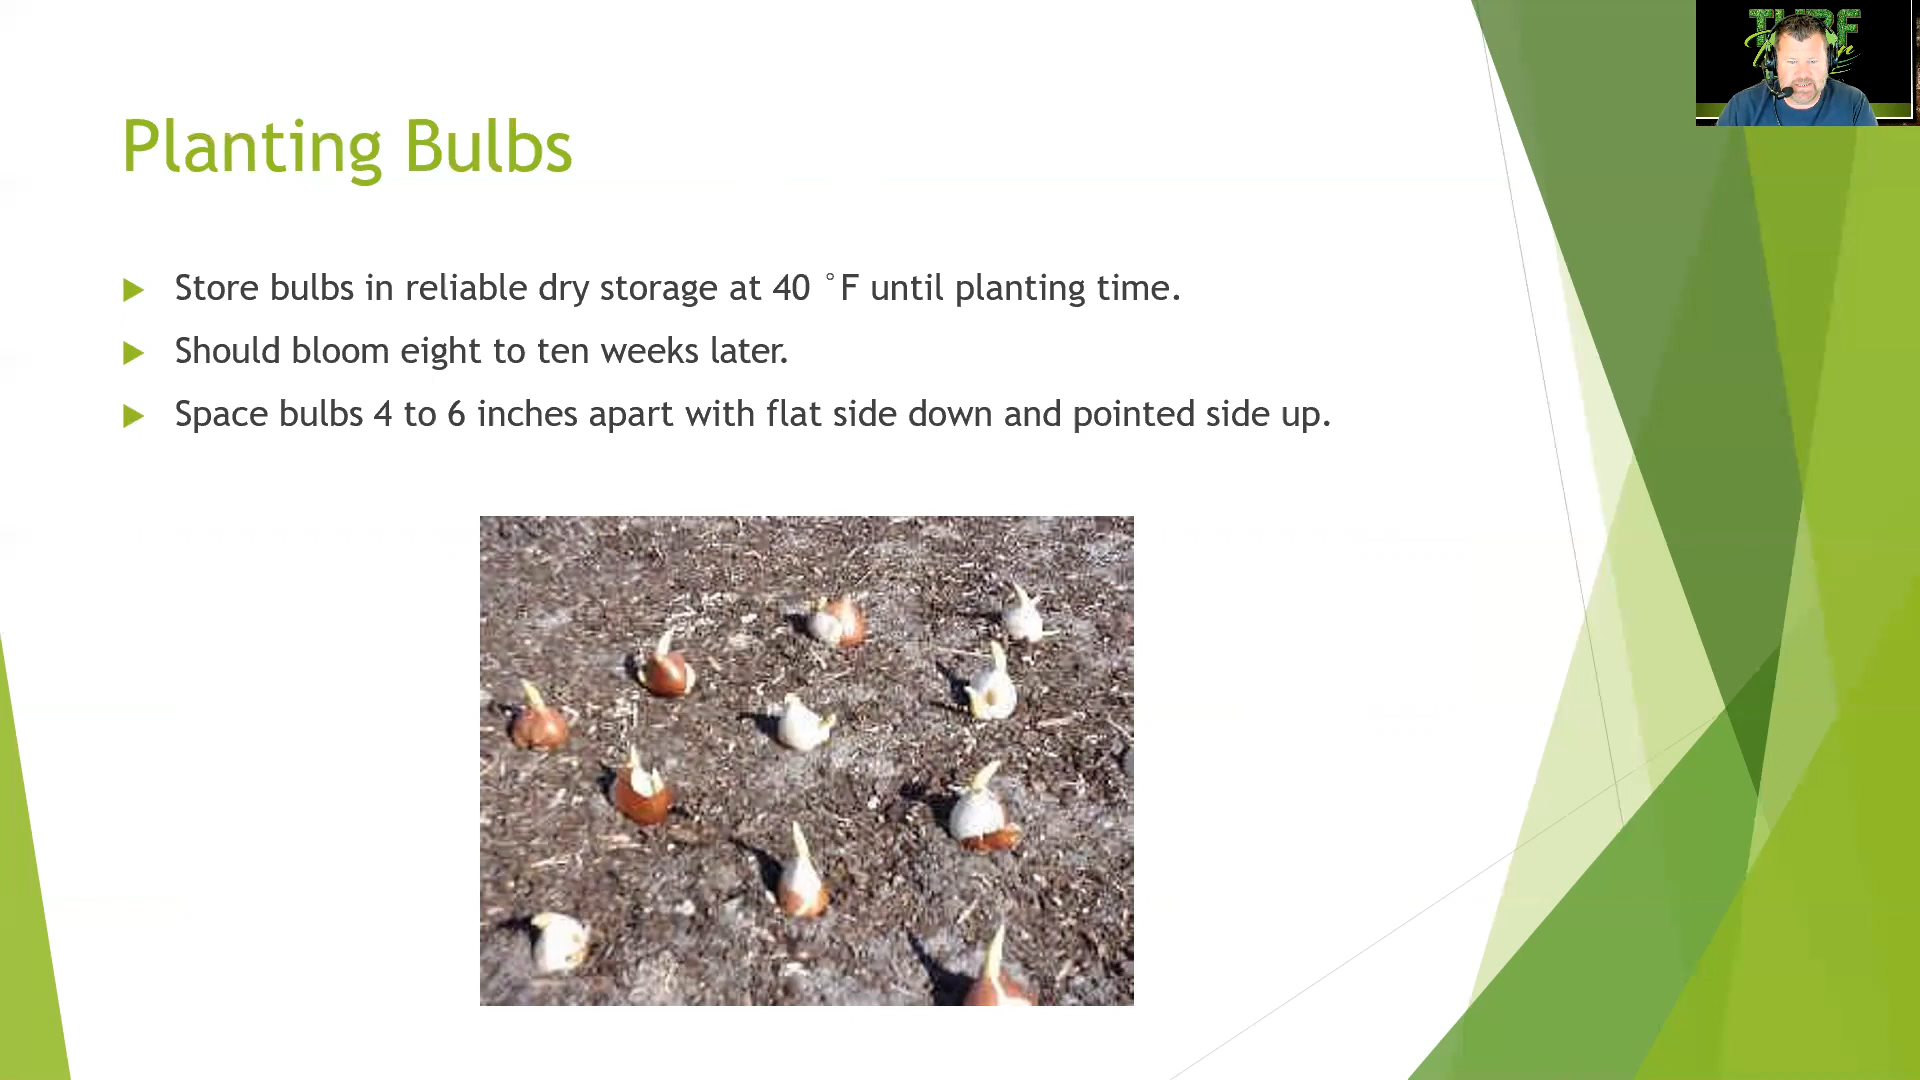 Planting Bulbs
Store bulbs in reliable dry storage at 40 °F until planting time.
Should bloom eight to ten weeks later.
Space bulbs 4 to 6 inches apart with flat side down and pointed side up.